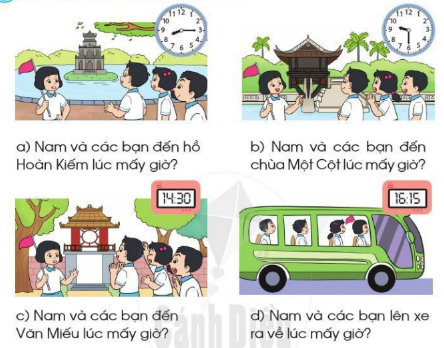 a) Nam và các bạn đến hồ
Hoàn Kiếm lúc mấy giờ?
b) Nam và các bạn đến
chùa Một Cột lúc mấy giờ?
14:30
16:15
c) Nam và các bạn đến
Văn Miếu lúc mấy giờ?
d) Nam và các bạn lên xe
ra về lúc mấy giờ?